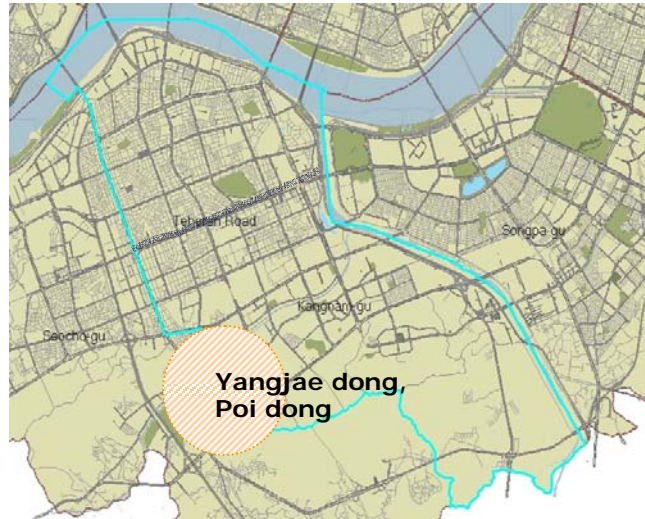 Teheran Road
Songpa-gu
Kangnam-gu
Seocho-gu
Yangjae dong,
Poi dong